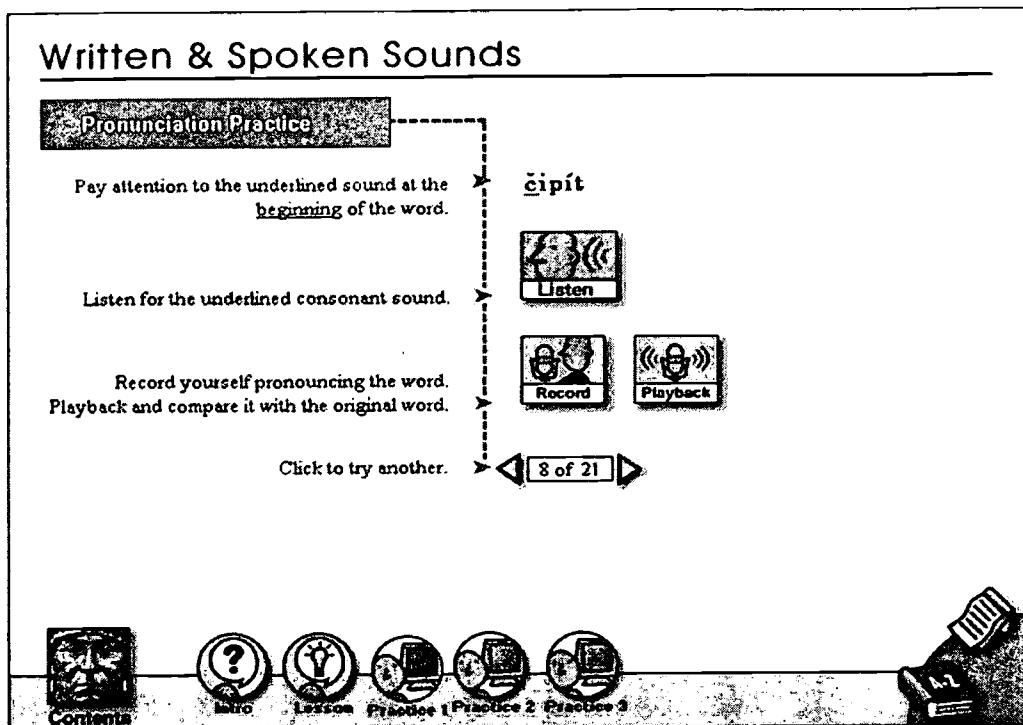 Written & Spoken Sounds
Pronunciation Practice
Pay attention to the underlined sound at the
beginning of the word.
čipít
Listen
Listen for the underlined consonant sound.
Record yourself pronouncing the word.
Playback and compare it with the original word.
Record
Playback
Click to try another.
8 of 21
Contents
Intro
Lesson
Practice 1
Practice 2
Practice 3
A-Z